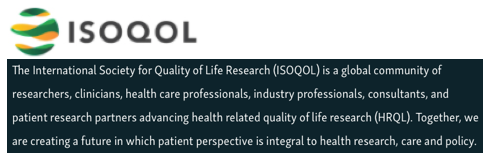 ISOQOL
The International Society for Quality of Life Research (ISOQOL) is a global community of
researchers, clinicians, health care professionals, industry professionals, consultants, and
patient research partners advancing health related quality of life research (HRQL). Together, we
are creating a future in which patient perspective is integral to health research, care and policy.